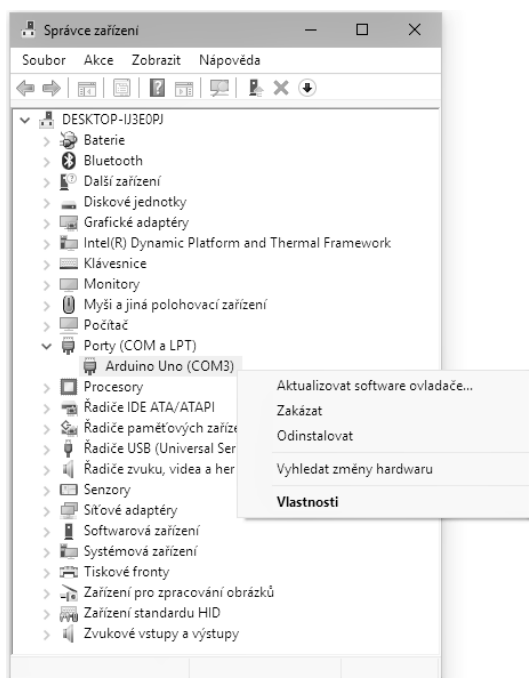 Správce zařízení
Soubor Akce Zobrazit Nápověda
DESKTOP-IJ3E0PJ
Baterie
Bluetooth
Další zařízení
Diskové jednotky
Grafické adaptéry
Intel(R) Dynamic Platform and Thermal Framework
Klávesnice
Monitory
Myši a jiná polohovací zařízení
Počítač
Porty (COM a LPT)
Arduino Uno (COM3)
Procesory
Řadiče IDE ATA/ATAPI
Řadiče paměťových zaříze
Řadiče USB (Universal Ser
Řadiče zvuku, videa a her
Senzory
Síťové adaptéry
Softwarová zařízení
Systémová zařízení
Tiskové fronty
Zařízení pro zpracování obrázků
Zařízení standardu HID
Zvukové vstupy a výstupy
Aktualizovat software ovladače...
Zakázat
Odinstalovat
Vyhledat změny hardwaru
Vlastnosti